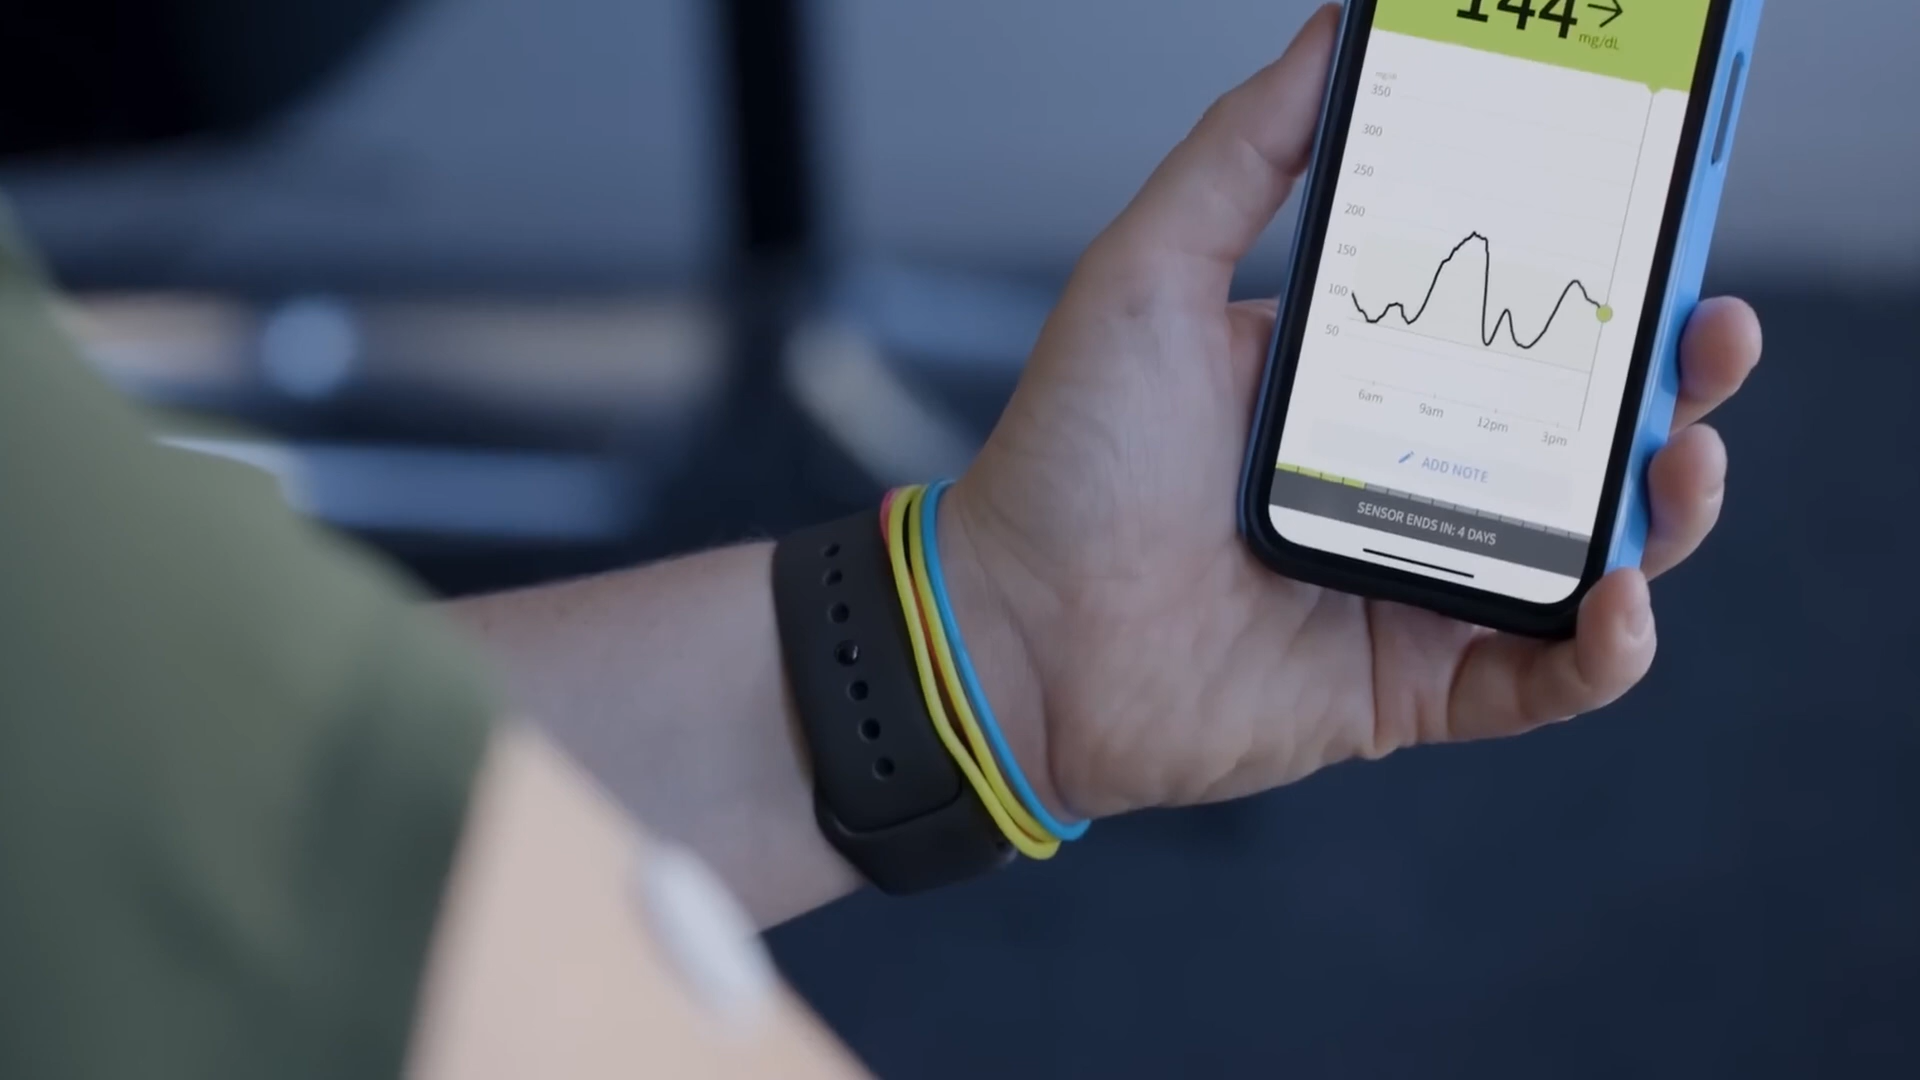 144→
mg/dL
mg/dL
350
300
250
200
150
100
50
6am
9am
12pm
3pm
ADD NOTE
SENSOR ENDS IN: 4 DAYS